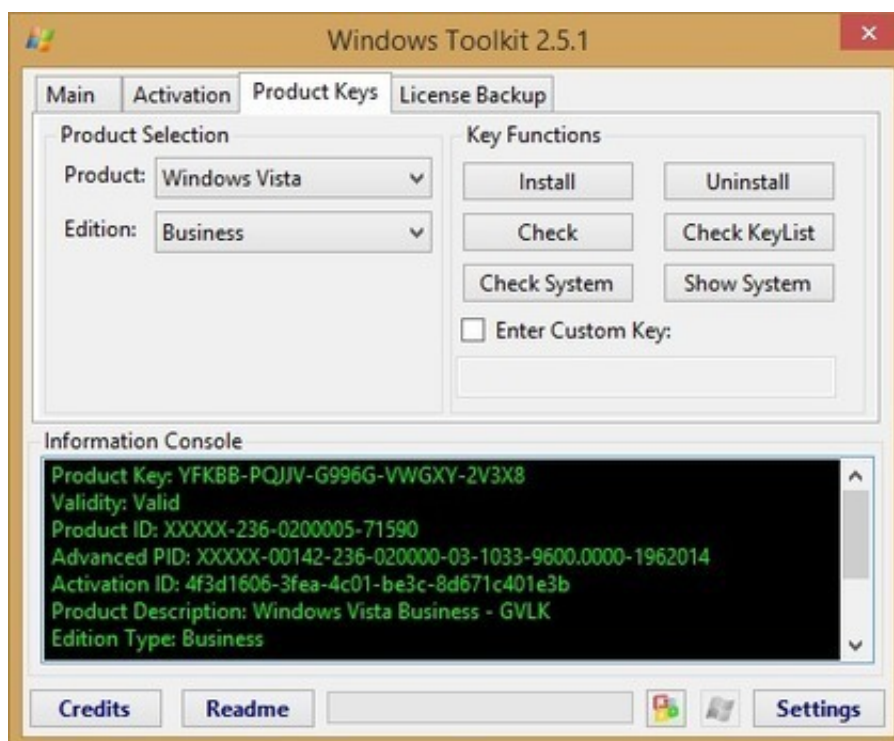 Windows Toolkit 2.5.1
Main Activation Product Keys License Backup
Product Selection
Product: Windows Vista
Edition: Business
Key Functions
Install Uninstall
Check Check KeyList
Check System Show System
Enter Custom Key:
Information Console
Product Key: YFKBB-PQJJV-G996G-VWGXY-2V3X8
Validity: Valid
Product ID: XXXXX-236-0200005-71590
Advanced PID: XXXXX-00142-236-020000-03-1033-9600.0000-1962014
Activation ID: 4f3d1606-3fea-4c01-be3c-8d671c401e3b
Product Description: Windows Vista Business - GVLK
Edition Type: Business
Credits Readme Settings